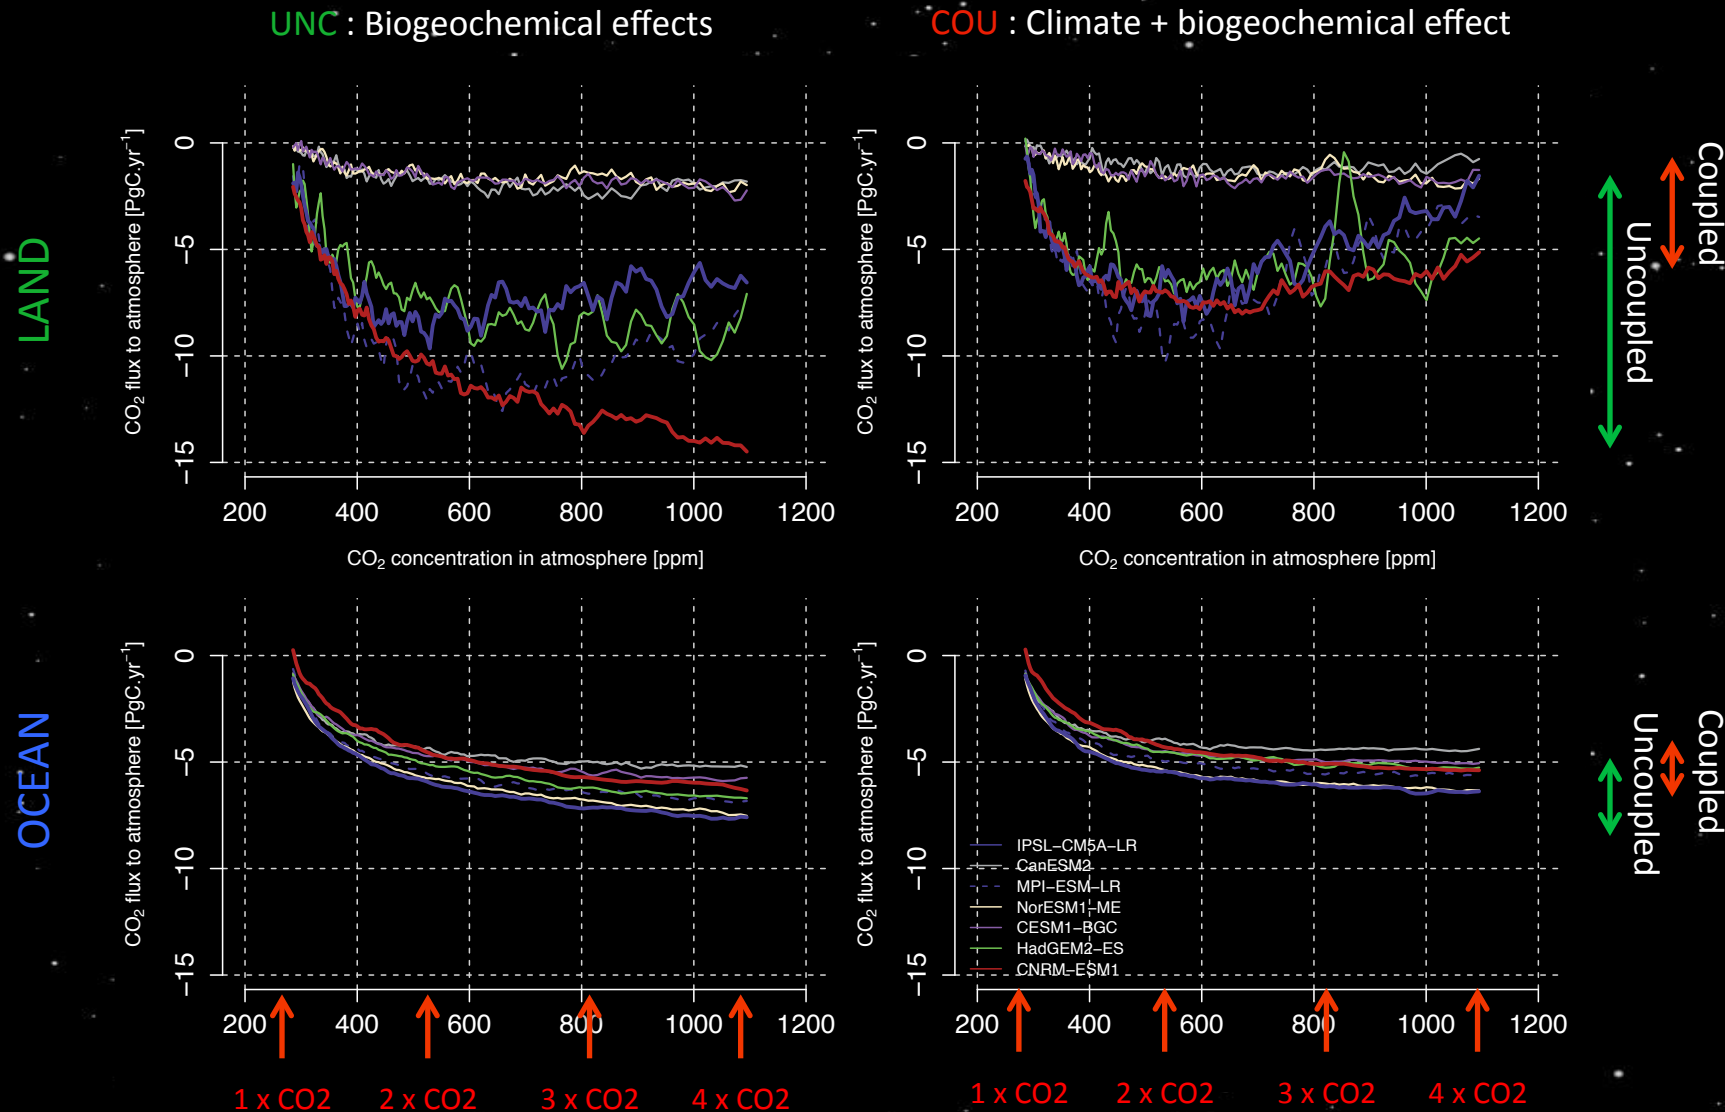 UNC : Biogeochemical effects
COU : Climate + biogeochemical effect
LAND
CO2 flux to atmosphere [PgC.yr−1]
0
−5
−10
−15
200 400 600 800 1000 1200
CO2 concentration in atmosphere [ppm]
CO2 flux to atmosphere [PgC.yr−1]
0
−5
−10
−15
200 400 600 800 1000 1200
CO2 concentration in atmosphere [ppm]
Uncoupled
Coupled
OCEAN
CO2 flux to atmosphere [PgC.yr−1]
0
−5
−10
−15
200 400 600 800 1000 1200
1 x CO2 2 x CO2 3 x CO2 4 x CO2
CO2 flux to atmosphere [PgC.yr−1]
0
−5
−10
−15
IPSL−CM5A−LR
CanESM2
MPI−ESM−LR
NorESM1−ME
CESM1−BGC
HadGEM2−ES
CNRM−ESM1
200 400 600 800 1000 1200
1 x CO2 2 x CO2 3 x CO2 4 x CO2
Uncoupled
Coupled